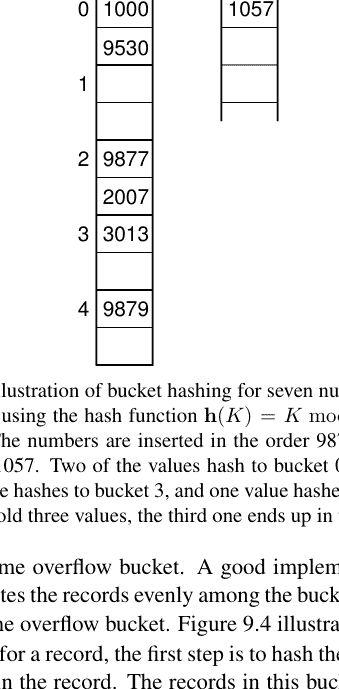 0 1000 1057
9530
1
2 9877
2007
3 3013
4 9879
llustration of bucket hashing for seven nu
using the hash function h(K) = K mo
he numbers are inserted in the order 98
1057. Two of the values hash to bucket
e hashes to bucket 3, and one value hashe
old three values, the third one ends up in
me overflow bucket. A good implem
tes the records evenly among the buck
ne overflow bucket. Figure 9.4 illustra
for a record, the first step is to hash the
in the record. The records in this buc